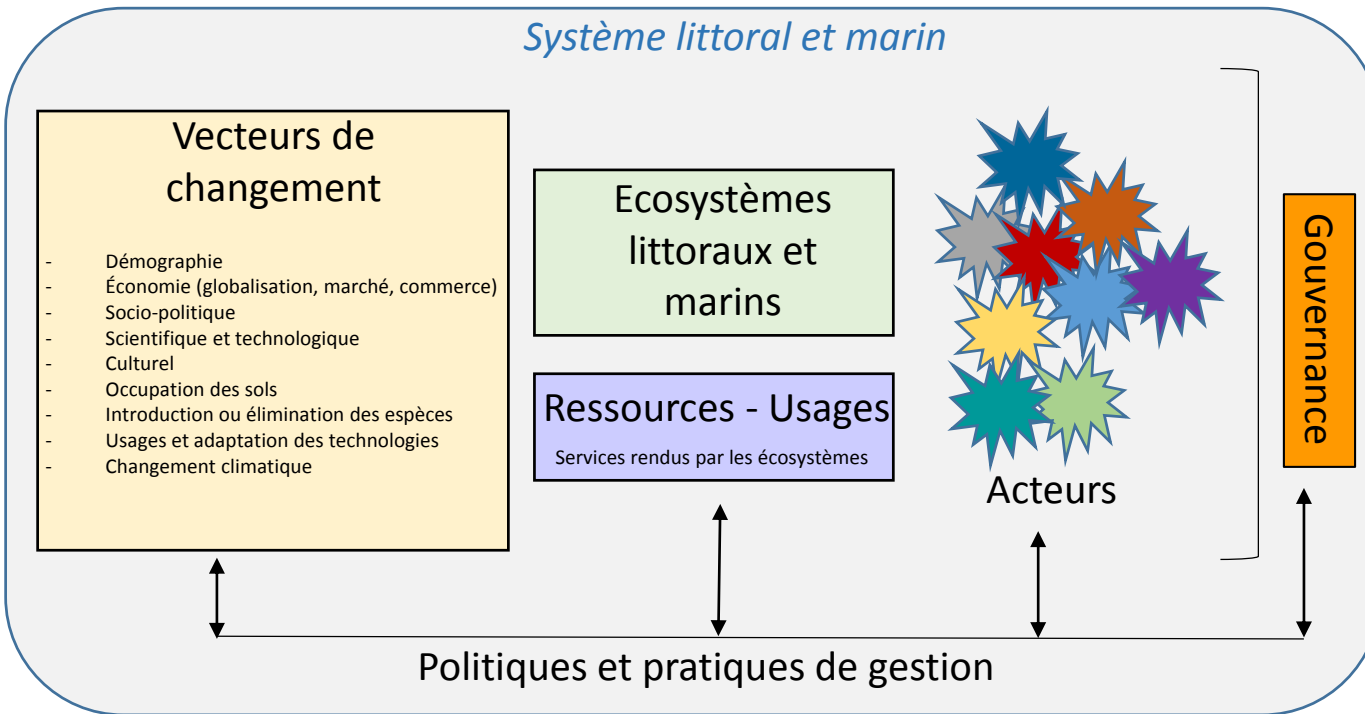 Système littoral et marin
Vecteurs de
changement
- Démographie
- Économie (globalisation, marché, commerce)
- Socio-politique
- Scientifique et technologique
- Culturel
- Occupation des sols
- Introduction ou élimination des espèces
- Usages et adaptation des technologies
- Changement climatique
Ecosystèmes
littoraux et
marins
Ressources - Usages
Services rendus par les écosystèmes
Acteurs
Gouvernance
Politiques et pratiques de gestion